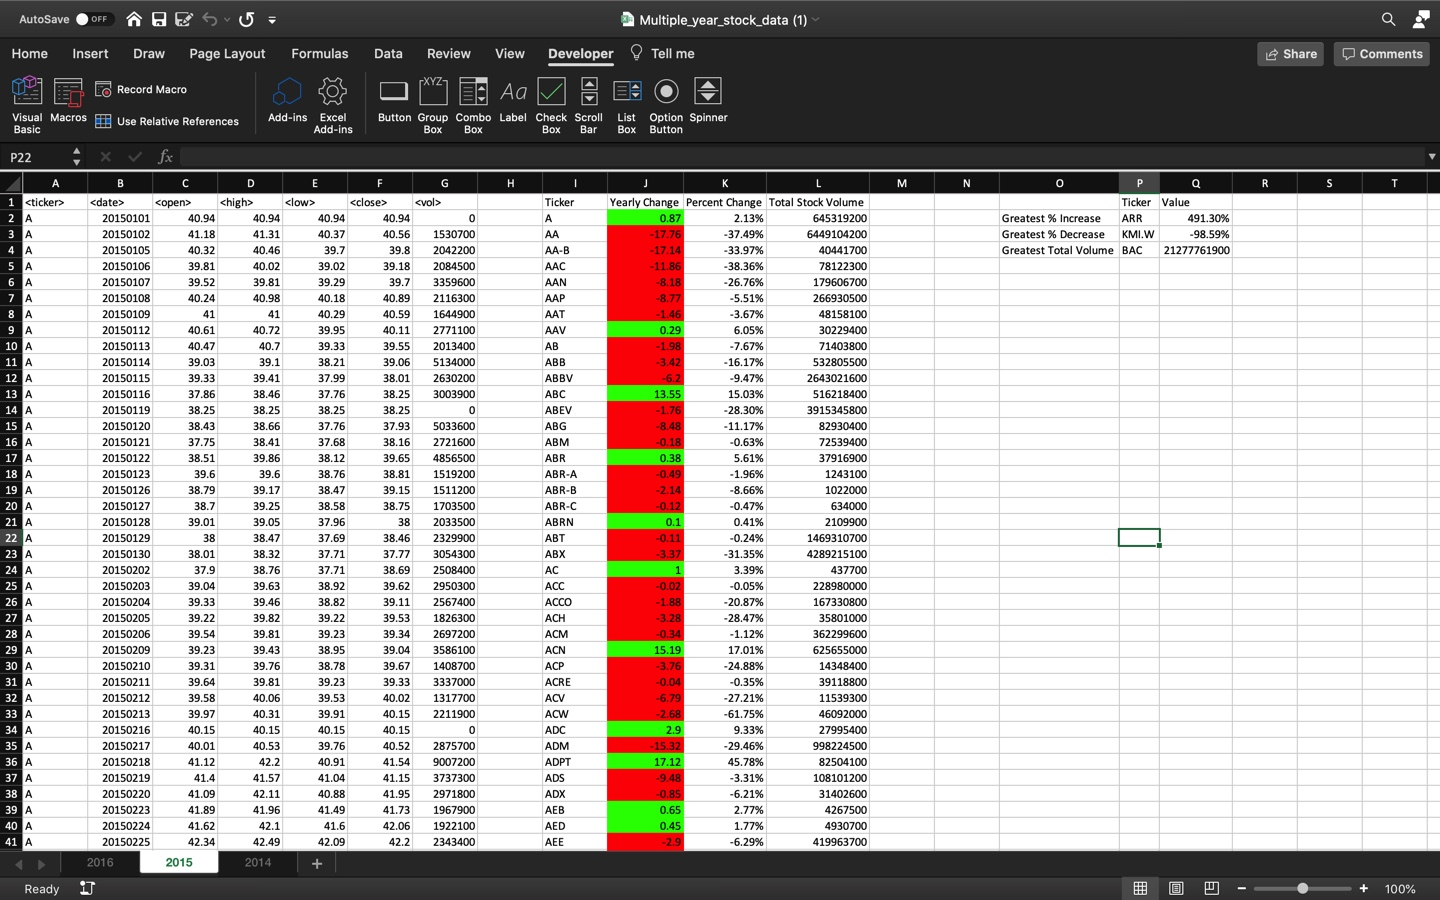 AutoSave OFF Multiple_year_stock_data (1)
Home Insert Draw Page Layout Formulas Data Review View Developer Tell me Share Comments
Visual Basic Macros Record Macro Use Relative References Add-ins Excel Add-ins Button Group Box Combo Box Label Check Box Scroll Bar List Box Option Button Spinner
P22 fx
A B C D E F G H I J K L M N O P Q R S T
1 <ticker> <date> <open> <high> <low> <close> <vol> Ticker Yearly Change Percent Change Total Stock Volume Ticker Value
2 A 20150101 40.94 40.94 40.94 40.94 0 A 0.87 2.13% 645319200 Greatest % Increase ARR 491.30%
3 A 20150102 41.18 41.31 40.37 40.56 1530700 AA -17.76 -37.49% 6449104200 Greatest % Decrease KMI.W -98.59%
4 A 20150105 40.32 40.46 39.7 39.8 2042200 AA-B -17.14 -33.97% 40441700 Greatest Total Volume BAC 21277761900
5 A 20150106 39.81 40.02 39.02 39.18 2084500 AAC -11.86 -38.36% 78122300
6 A 20150107 39.52 39.81 39.29 39.7 3359600 AAN -8.18 -26.76% 179606700
7 A 20150108 40.24 40.98 40.18 40.89 2116300 AAP -8.77 -5.51% 266930500
8 A 20150109 41 41 40.29 40.59 1644900 AAT -1.46 -3.67% 48158100
9 A 20150112 40.61 40.72 39.95 40.11 2771100 AAV 0.29 6.05% 30229400
10 A 20150113 40.47 40.7 39.33 39.55 2013400 AB -1.98 -7.67% 71403800
11 A 20150114 39.03 39.1 38.21 39.06 5134000 ABB -3.42 -16.17% 532805500
12 A 20150115 39.33 39.41 37.99 38.01 2630200 ABBV -6.2 -9.47% 2643021600
13 A 20150116 37.86 38.46 37.76 38.25 3003900 ABC 13.55 15.03% 516218400
14 A 20150119 38.25 38.25 38.25 38.25 0 ABEV -1.76 -28.30% 3915345800
15 A 20150120 38.43 38.66 37.76 37.93 5033600 ABG -8.48 -11.17% 82930400
16 A 20150121 37.75 38.41 37.68 38.16 2721600 ABM -0.18 -0.63% 72539400
17 A 20150122 38.51 39.86 38.12 39.65 4856500 ABR 0.38 5.61% 37916900
18 A 20150123 39.6 39.6 38.76 38.81 1519200 ABR-A -0.49 -1.96% 1243100
19 A 20150126 38.79 39.17 38.47 39.15 1511200 ABR-B -2.14 -8.66% 1022000
20 A 20150127 38.7 39.25 38.58 38.75 1703500 ABR-C -0.12 -0.47% 634000
21 A 20150128 39.01 39.05 37.96 38 2033500 ABRN 0.1 0.41% 2109900
22 A 20150129 38 38.47 37.69 38.46 2329900 ABT -0.11 -0.24% 1469310700
23 A 20150130 38.01 38.32 37.71 37.77 3054300 ABX -3.37 -31.35% 4289215100
24 A 20150202 37.9 38.76 37.71 38.69 2508400 AC 1 3.39% 437700
25 A 20150203 39.04 39.63 38.92 39.62 2950300 ACC -0.02 -0.05% 228980000
26 A 20150204 39.33 39.46 38.82 39.11 2567400 ACCO -1.88 -20.87% 167330800
27 A 20150205 39.22 39.82 39.22 39.53 1826300 ACH -3.28 -28.47% 35801000
28 A 20150206 39.54 39.81 39.23 39.34 2697200 ACM -0.34 -1.12% 362299600
29 A 20150209 39.23 39.43 38.95 39.04 3586100 ACN 15.19 17.01% 625655000
30 A 20150210 39.31 39.76 38.78 39.67 1408700 ACP -3.76 -24.88% 14348400
31 A 20150211 39.64 39.81 39.23 39.33 3337000 ACRE -0.04 -0.35% 39118800
32 A 20150212 39.58 40.06 39.53 40.02 1317700 ACV -6.79 -27.21% 11539300
33 A 20150213 39.97 40.31 39.91 40.15 2211900 ACW -2.68 -61.75% 46092000
34 A 20150216 40.15 40.15 40.15 40.15 0 ADC 2.9 9.33% 27995400
35 A 20150217 40.01 40.53 39.76 40.52 2875700 ADM -15.32 -29.46% 998224500
36 A 20150218 41.12 42.2 40.91 41.54 9007200 ADPT 17.12 45.78% 82504100
37 A 20150219 41.4 41.57 41.04 41.15 3737300 ADS -9.48 -3.31% 108101200
38 A 20150220 41.09 42.11 40.88 41.95 2971800 ADX -0.85 -6.21% 31402600
39 A 20150223 41.89 41.96 41.49 41.73 1967900 AEB 0.65 2.77% 4267500
40 A 20150224 41.62 42.1 41.6 42.06 1922100 AED 0.45 1.77% 4930700
41 A 20150225 42.34 42.49 42.09 42.2 2343400 AEE -2.9 -6.29% 419963700
2016 2015 2014 +
Ready 100%